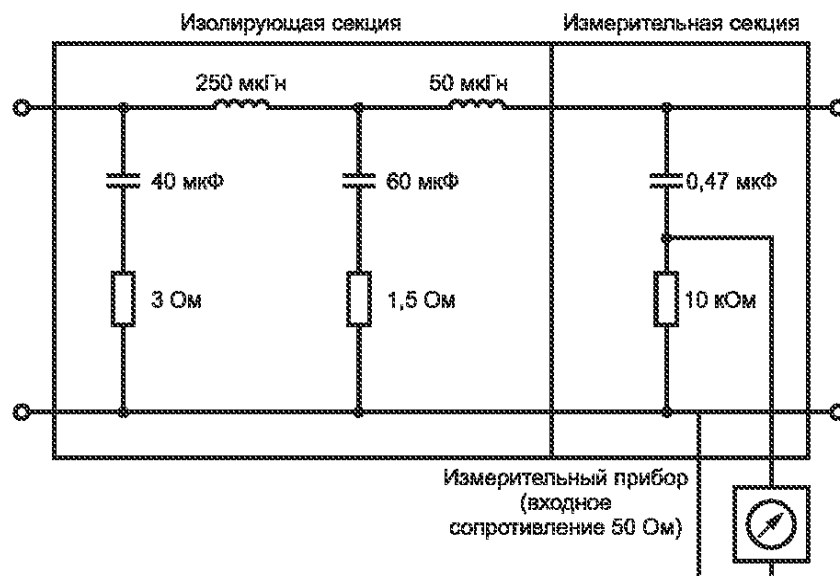 Изолирующая секция
Измерительная секция
250 мкГн
50 мкГн
40 мкФ
60 мкФ
0,47 мкФ
3 Ом
1,5 Ом
10 кОм
Измерительный прибор
(входное
сопротивление 50 Ом)